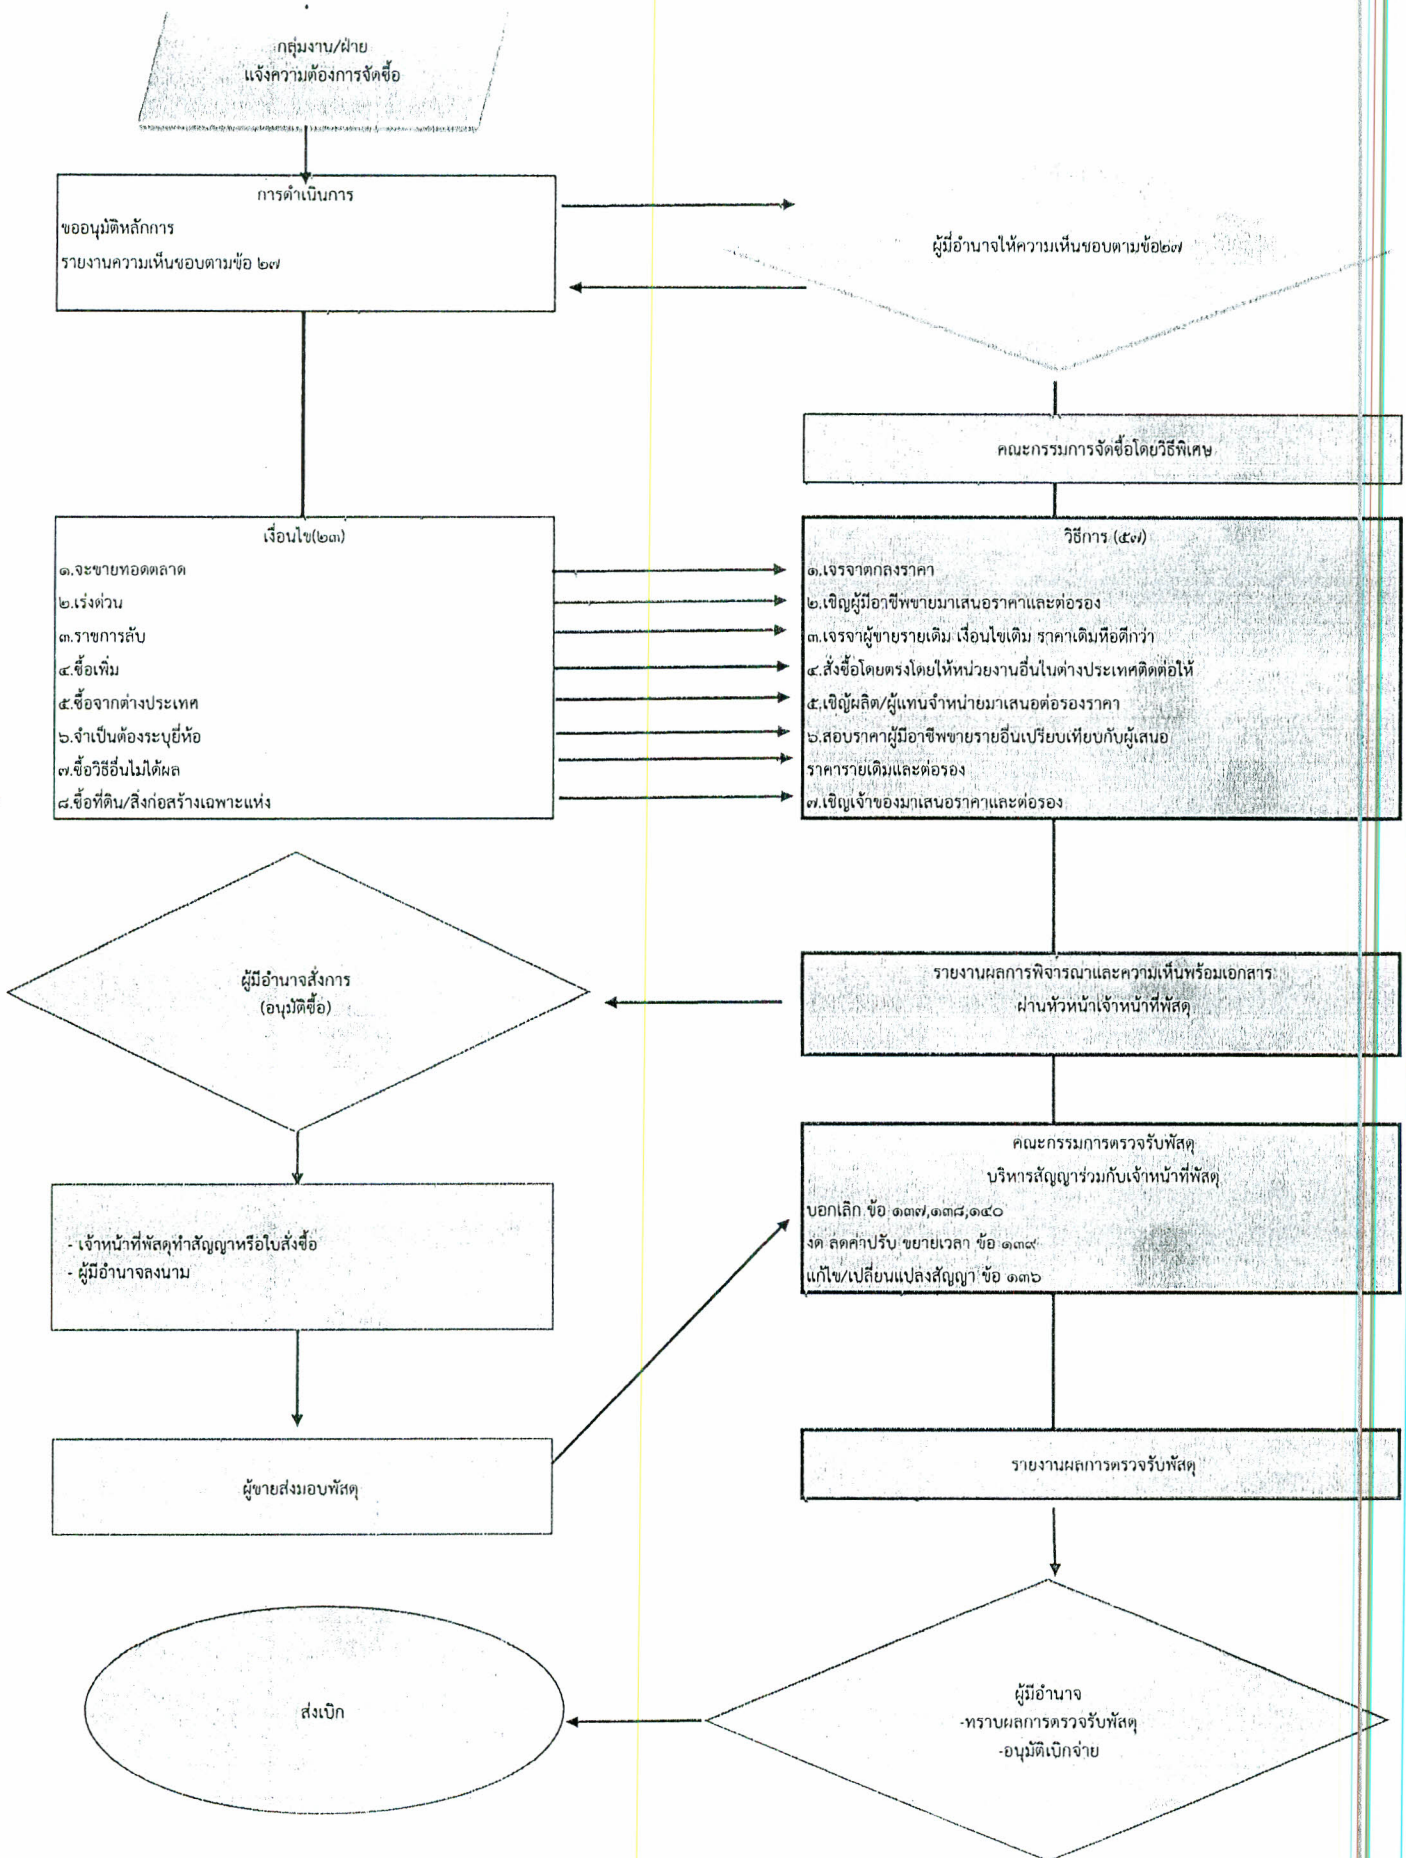 กลุ่มงาน/ฝ่าย
แจ้งความต้องการจัดซื้อ
การดำเนินการ
ขออนุมัติหลักการ
รายงานความเห็นชอบตามข้อ ๒๗
ผู้มีอำนาจให้ความเห็นชอบตามข้อ๒๗
คณะกรรมการจัดซื้อโดยวิธีพิเศษ
เงื่อนไข(๒๓)
๑.จะขายทอดตลาด
๒.เร่งด่วน
๓.ราชการลับ
๔.ซื้อเพิ่ม
๕.ซื้อจากต่างประเทศ
๖.จำเป็นต้องระบุยี่ห้อ
๗.ซื้อวิธีอื่นไม่ได้ผล
๘.ซื้อที่ดิน/สิ่งก่อสร้างเฉพาะแห่ง
วิธีการ (๕๗)
๑.เจรจาตกลงราคา
๒.เชิญผู้มีอาชีพขายมาเสนอราคาและต่อรอง
๓.เจรจาผู้ขายรายเดิม เงื่อนไขเดิม ราคาเดิมหือดีกว่า
๔.สั่งซื้อโดยตรงโดยให้หน่วยงานอื่นในต่างประเทศติดต่อให้
๕.เชิญผู้ผลิต/ผู้แทนจำหน่ายมาเสนอต่อรองราคา
๖.สอบราคาผู้มีอาชีพขายรายอื่นเปรียบเทียบกับผู้เสนอ
ราคารายเดิมและต่อรอง
๗.เชิญเจ้าของมาเสนอราคาและต่อรอง
ผู้มีอำนาจสั่งการ
(อนุมัติซื้อ)
รายงานผลการพิจารณาและความเห็นพร้อมเอกสาร
ผ่านหัวหน้าเจ้าหน้าที่พัสดุ
คณะกรรมการตรวจรับพัสดุ
บริหารสัญญาร่วมกับเจ้าหน้าที่พัสดุ
บอกเลิก ข้อ ๑๓๗,๑๓๘,๑๔๐
งด ลดค่าปรับ ขยายเวลา ข้อ ๑๓๙
แก้ไข/เปลี่ยนแปลงสัญญา ข้อ ๑๓๖
- เจ้าหน้าที่พัสดุทำสัญญาหรือใบสั่งซื้อ
- ผู้มีอำนาจลงนาม
ผู้ขายส่งมอบพัสดุ
รายงานผลการตรวจรับพัสดุ
ผู้มีอำนาจ
-ทราบผลการตรวจรับพัสดุ
-อนุมัติเบิกจ่าย
ส่งเบิก